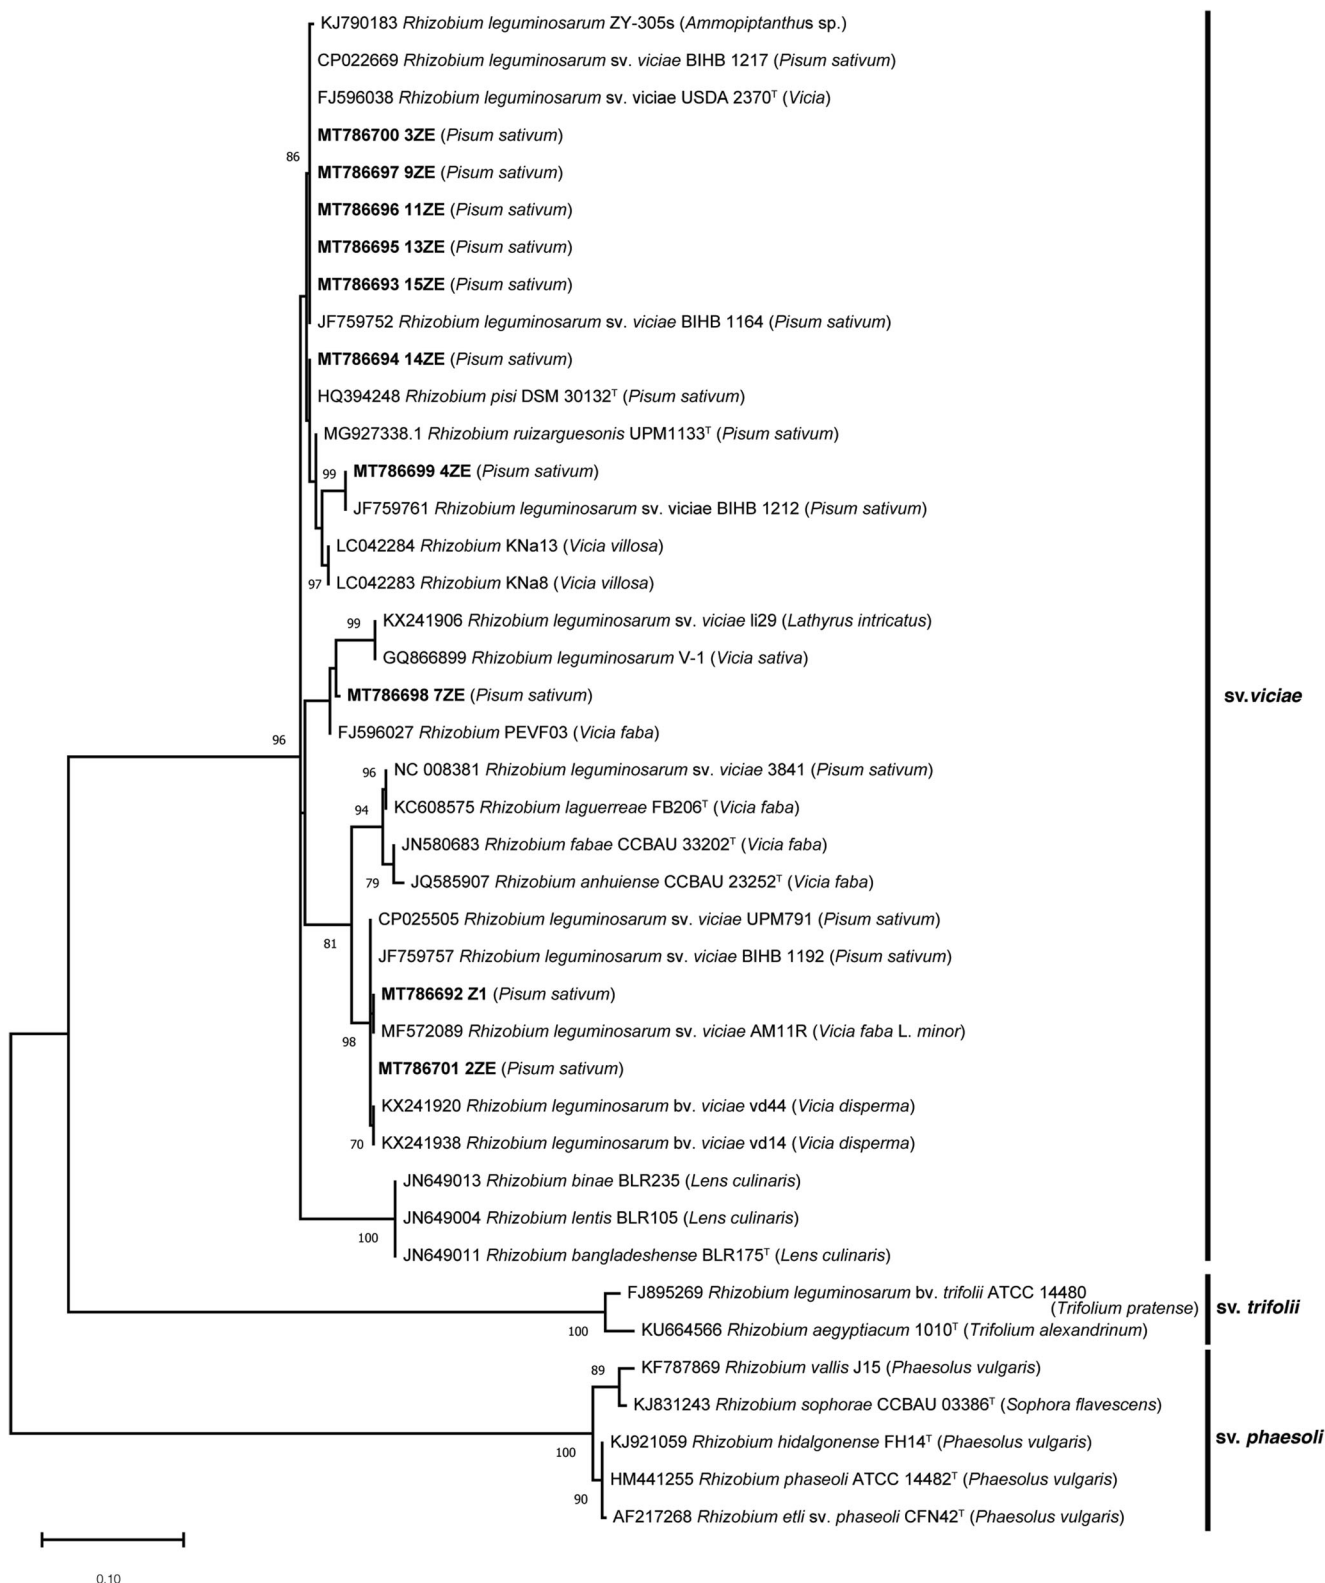 KJ790183 Rhizobium leguminosarum ZY-305s (Ammopiptanthus sp.)
CP022669 Rhizobium leguminosarum sv. viciae BIHB 1217 (Pisum sativum)
FJ596038 Rhizobium leguminosarum sv. viciae USDA 2370ᵀ (Vicia)
MT786700 3ZE (Pisum sativum)
86
MT786697 9ZE (Pisum sativum)
MT786696 11ZE (Pisum sativum)
MT786695 13ZE (Pisum sativum)
MT786693 15ZE (Pisum sativum)
JF759752 Rhizobium leguminosarum sv. viciae BIHB 1164 (Pisum sativum)
MT786694 14ZE (Pisum sativum)
HQ394248 Rhizobium pisi DSM 30132ᵀ (Pisum sativum)
MG927338.1 Rhizobium ruizarguesonis UPM1133ᵀ (Pisum sativum)
99 MT786699 4ZE (Pisum sativum)
JF759761 Rhizobium leguminosarum sv. viciae BIHB 1212 (Pisum sativum)
LC042284 Rhizobium KNa13 (Vicia villosa)
97 LC042283 Rhizobium KNa8 (Vicia villosa)
99 KX241906 Rhizobium leguminosarum sv. viciae li29 (Lathyrus intricatus)
GQ866899 Rhizobium leguminosarum V-1 (Vicia sativa)
MT786698 7ZE (Pisum sativum)
sv.viciae
FJ596027 Rhizobium PEVF03 (Vicia faba)
96
96 NC 008381 Rhizobium leguminosarum sv. viciae 3841 (Pisum sativum)
94 KC608575 Rhizobium laguerreae FB206ᵀ (Vicia faba)
JN580683 Rhizobium fabae CCBAU 33202ᵀ (Vicia faba)
79 JQ585907 Rhizobium anhuiense CCBAU 23252ᵀ (Vicia faba)
CP025505 Rhizobium leguminosarum sv. viciae UPM791 (Pisum sativum)
81
JF759757 Rhizobium leguminosarum sv. viciae BIHB 1192 (Pisum sativum)
MT786692 Z1 (Pisum sativum)
MF572089 Rhizobium leguminosarum sv. viciae AM11R (Vicia faba L. minor)
98
MT786701 2ZE (Pisum sativum)
KX241920 Rhizobium leguminosarum bv. viciae vd44 (Vicia disperma)
70 KX241938 Rhizobium leguminosarum bv. viciae vd14 (Vicia disperma)
JN649013 Rhizobium binae BLR235 (Lens culinaris)
JN649004 Rhizobium lentis BLR105 (Lens culinaris)
100
JN649011 Rhizobium bangladeshense BLR175ᵀ (Lens culinaris)
FJ895269 Rhizobium leguminosarum bv. trifolii ATCC 14480
(Trifolium pratense)
sv. trifolii
100 KU664566 Rhizobium aegyptiacum 1010ᵀ (Trifolium alexandrinum)
89 KF787869 Rhizobium vallis J15 (Phaesolus vulgaris)
KJ831243 Rhizobium sophorae CCBAU 03386ᵀ (Sophora flavescens)
sv. phaesoli
KJ921059 Rhizobium hidalgonense FH14ᵀ (Phaesolus vulgaris)
100
HM441255 Rhizobium phaseoli ATCC 14482ᵀ (Phaesolus vulgaris)
90
AF217268 Rhizobium etli sv. phaseoli CFN42ᵀ (Phaesolus vulgaris)
0.10